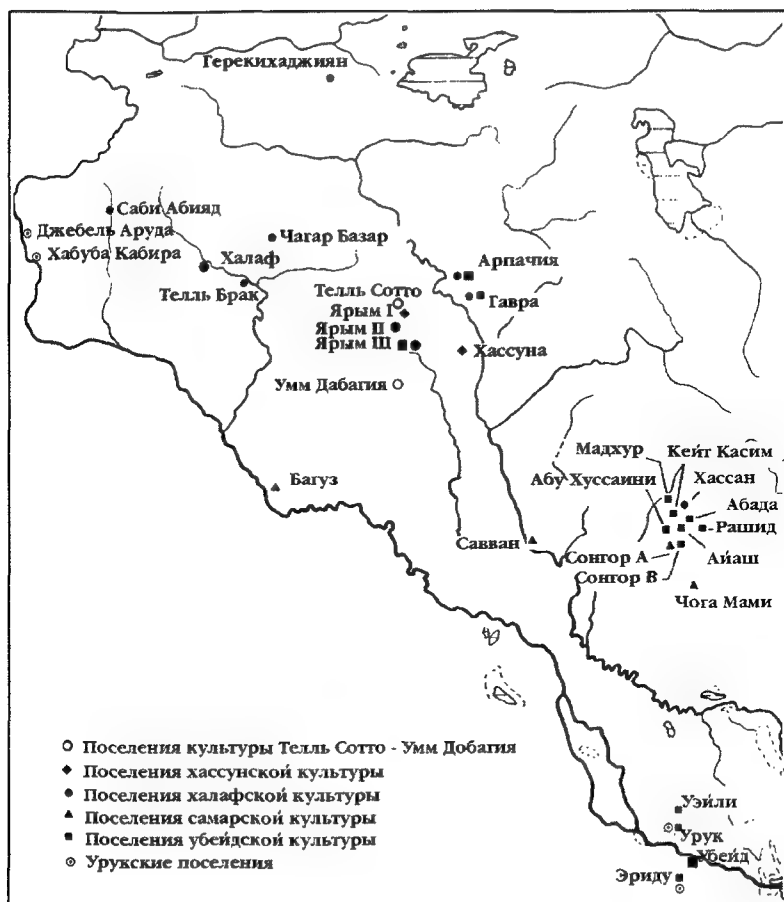 Герекихаджиян
Саби Абияд
Джебель Аруда
Хабуба Кабира
Чагар Базар
Халаф
Телль Брак
Арпачия
Гавра
Телль Сотто
Ярым I
Ярым II
Ярым III
Хассуна
Умм Дабагия
Багуз
Савван
Мадхур
Кейт Касим
Абу Хуссаини
Хассан
Абада
Рашид
Айаш
Сонгор А
Сонгор В
Чога Мами
Поселения культуры Телль Сотто - Умм Добагия
Поселения хассунской культуры
Поселения халафской культуры
Поселения самарской культуры
Поселения убейдской культуры
Урукские поселения
Уэйли
Урук
Убейд
Эриду